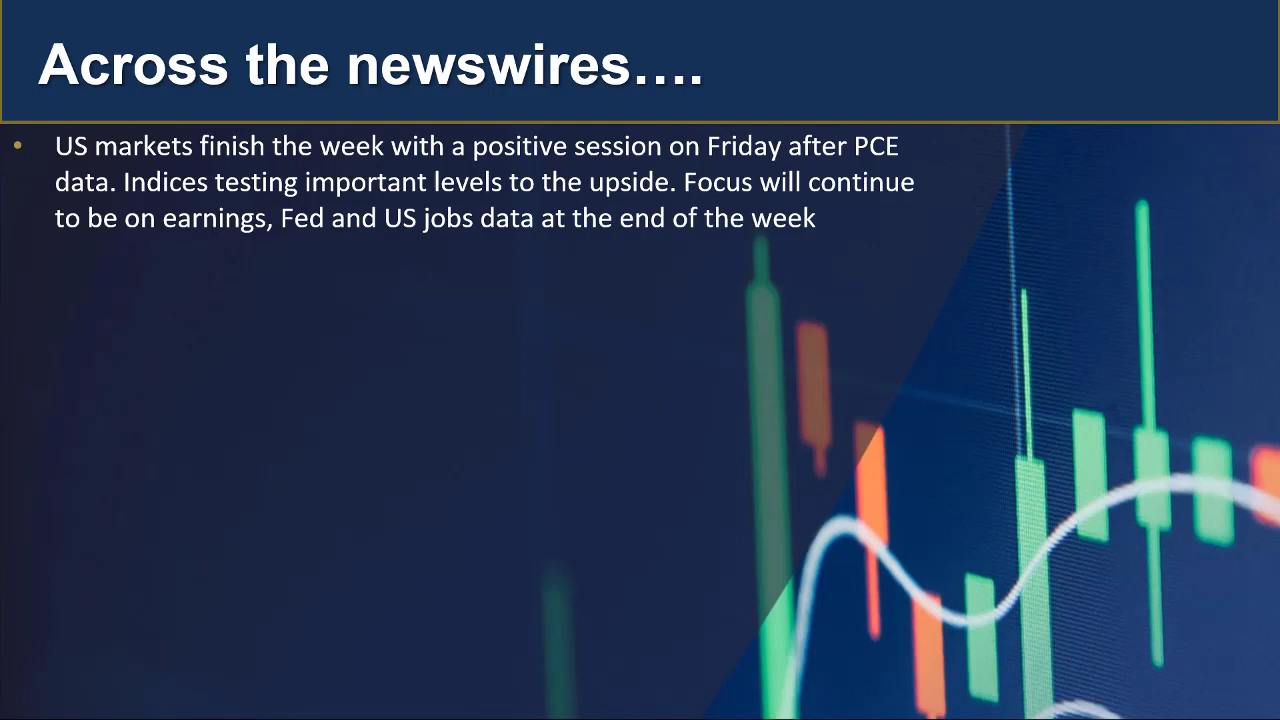 Across the newswires….
• US markets finish the week with a positive session on Friday after PCE
data. Indices testing important levels to the upside. Focus will continue
to be on earnings, Fed and US jobs data at the end of the week